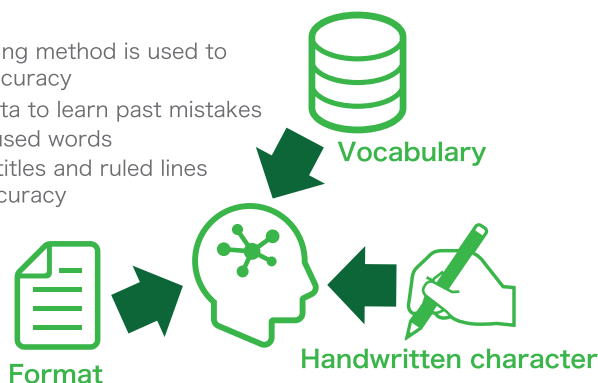 ng method is used to
curacy
ta to learn past mistakes
used words
titles and ruled lines
curacy
Vocabulary
Handwritten character
Format